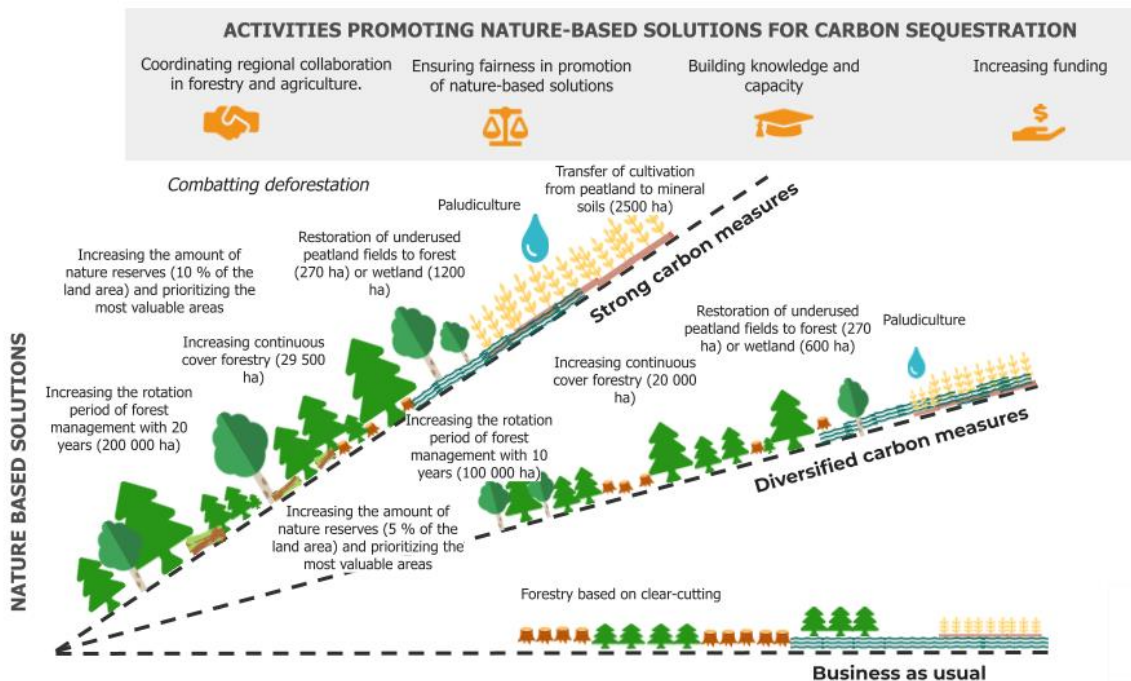 ACTIVITIES PROMOTING NATURE-BASED SOLUTIONS FOR CARBON SEQUESTRATION
Coordinating regional collaboration
in forestry and agriculture.
Ensuring fairness in promotion
of nature-based solutions
Building knowledge and
capacity
Increasing funding
$
Combatting deforestation
Transfer of cultivation
from peatland to mineral
soils (2500 ha)
Paludiculture
Restoration of underused
peatland fields to forest
(270 ha) or wetland (1200
ha)
Increasing the amount of
nature reserves (10 % of the
land area) and prioritizing the
most valuable areas
Increasing continuous
cover forestry (29 500
ha)
Increasing the rotation
period of forest
management with 20
years (200 000 ha)
Strong carbon measures
Restoration of underused
peatland fields to forest (270
ha) or wetland (600 ha)
Paludiculture
Increasing continuous
cover forestry (20 000
ha)
Increasing the rotation
period of forest
management with 10
years (100 000 ha)
Increasing the amount of
nature reserves (5 % of the
land area) and prioritizing the
most valuable areas
Diversified carbon measures
Forestry based on clear-cutting
Business as usual
NATURE BASED SOLUTIONS